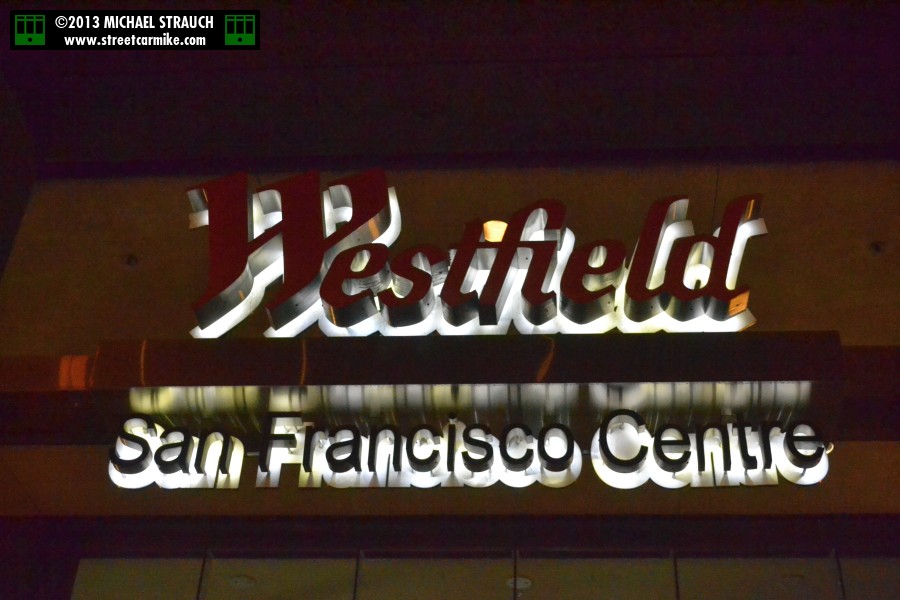 ©2013 MICHAEL STRAUCH
www.streetcarmike.com
Westfield
San Francisco Centre